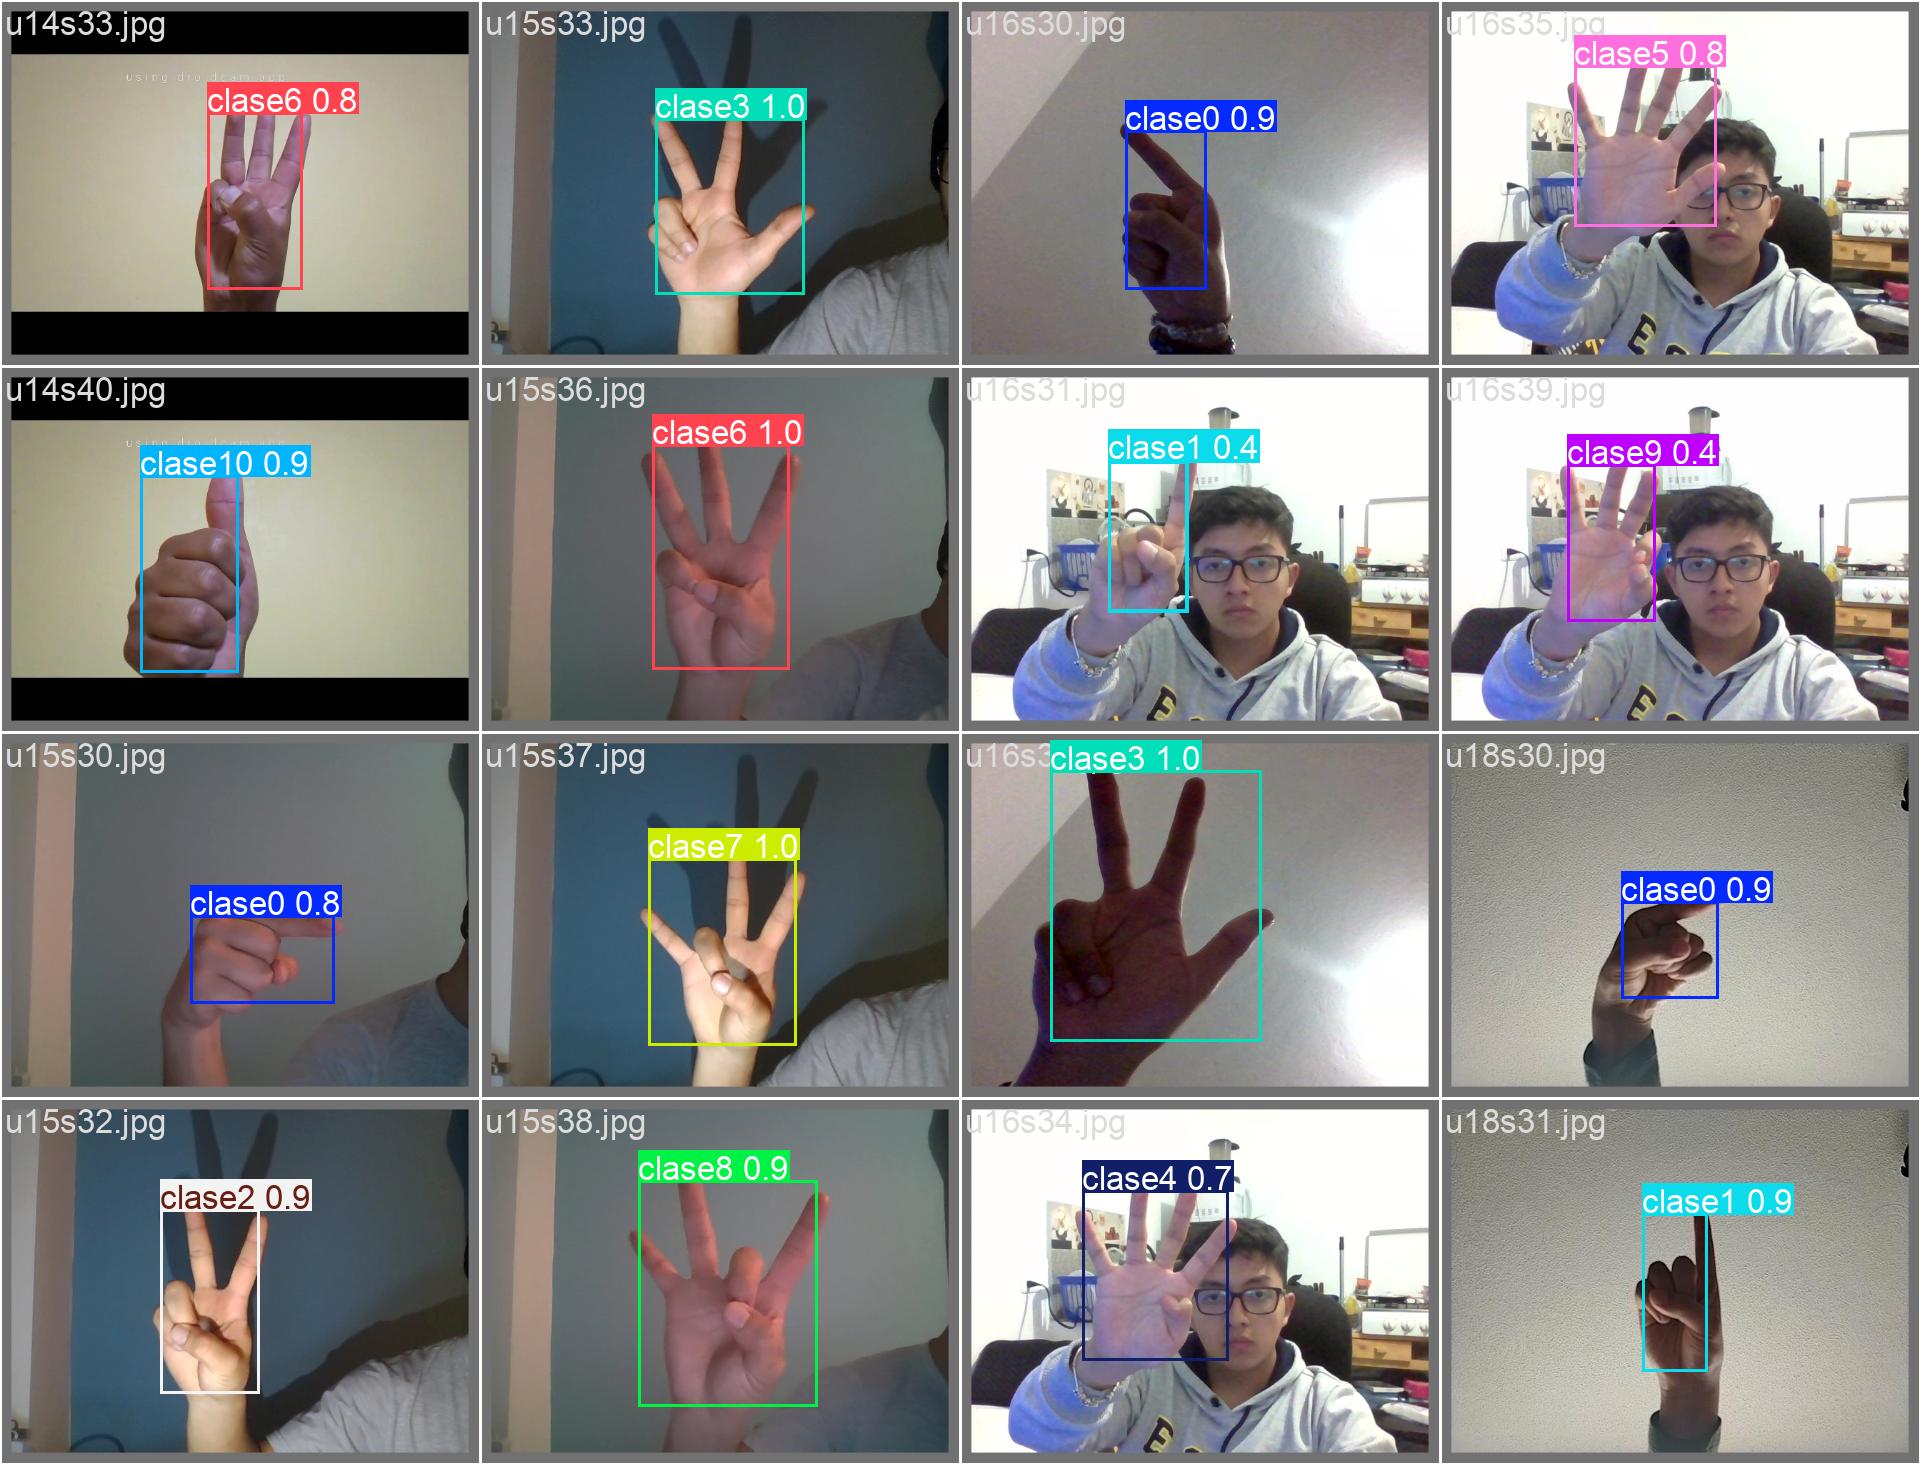 u14s33.jpg
using droidcam app
clase6 0.8
u15s33.jpg
clase3 1.0
u16s30.jpg
clase0 0.9
u16s35.jpg
clase5 0.8
u14s40.jpg
using droidcam app
clase10 0.9
u15s36.jpg
clase6 1.0
u16s31.jpg
clase1 0.4
u16s39.jpg
clase9 0.4
u15s30.jpg
clase0 0.8
u15s37.jpg
clase7 1.0
u16s3
clase3 1.0
u18s30.jpg
clase0 0.9
u15s32.jpg
clase2 0.9
u15s38.jpg
clase8 0.9
u16s34.jpg
clase4 0.7
u18s31.jpg
clase1 0.9